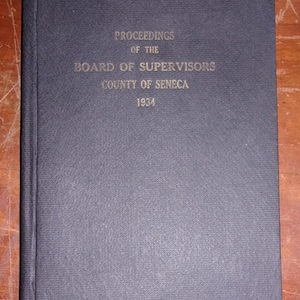 PROCEEDINGS
OF THE
BOARD OF SUPERVISORS
COUNTY OF SENECA
1934